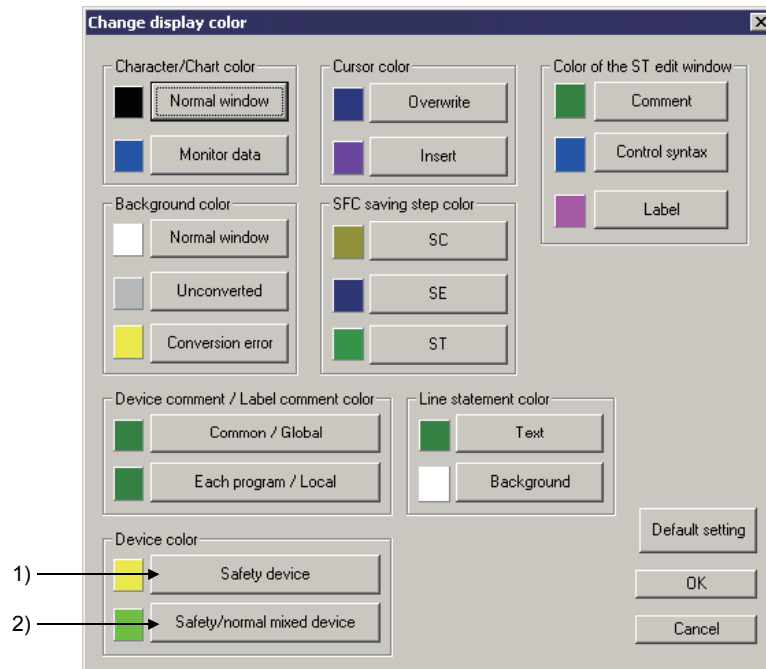 Change display color
Character/Chart color
Normal window
Monitor data
Cursor color
Overwrite
Insert
Color of the ST edit window
Comment
Control syntax
Label
Background color
Normal window
Unconverted
Conversion error
SFC saving step color
SC
SE
ST
Device comment / Label comment color
Common / Global
Each program / Local
Line statement color
Text
Background
Device color
1)
Safety device
2)
Safety/normal mixed device
Default setting
OK
Cancel